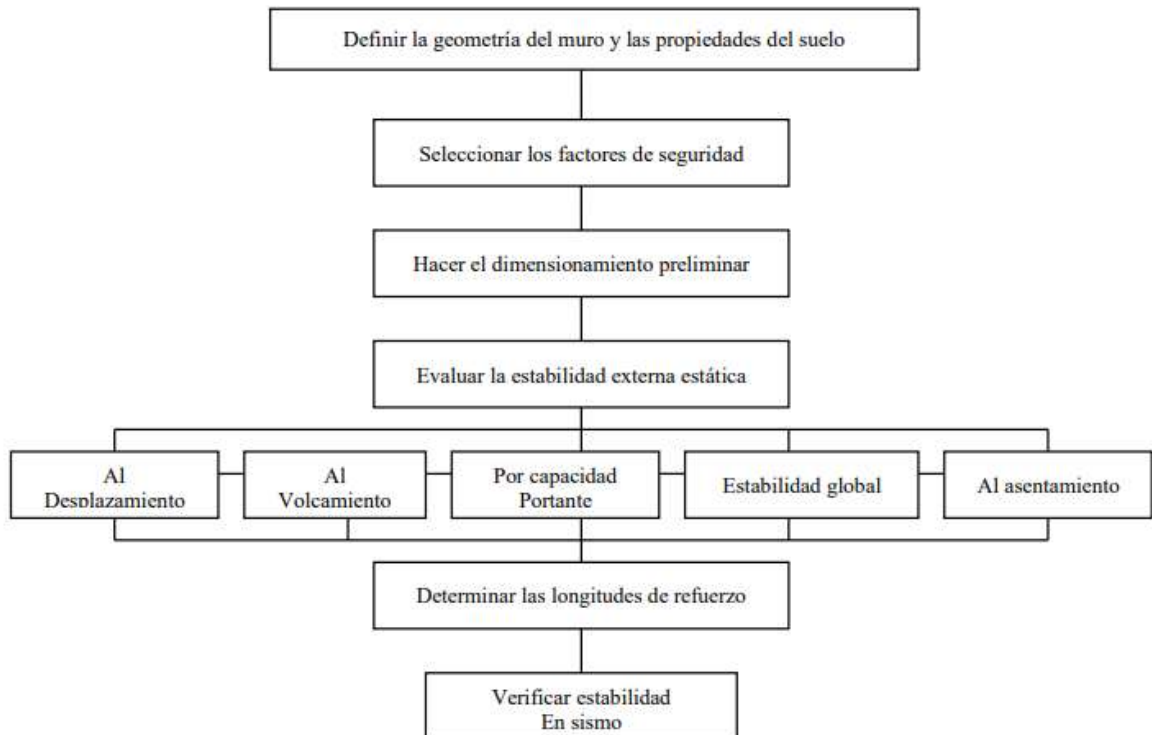 Definir la geometría del muro y las propiedades del suelo
Seleccionar los factores de seguridad
Hacer el dimensionamiento preliminar
Evaluar la estabilidad externa estática
Al
Desplazamiento
Al
Volcamiento
Por capacidad
Portante
Estabilidad global
Al asentamiento
Determinar las longitudes de refuerzo
Verificar estabilidad
En sismo